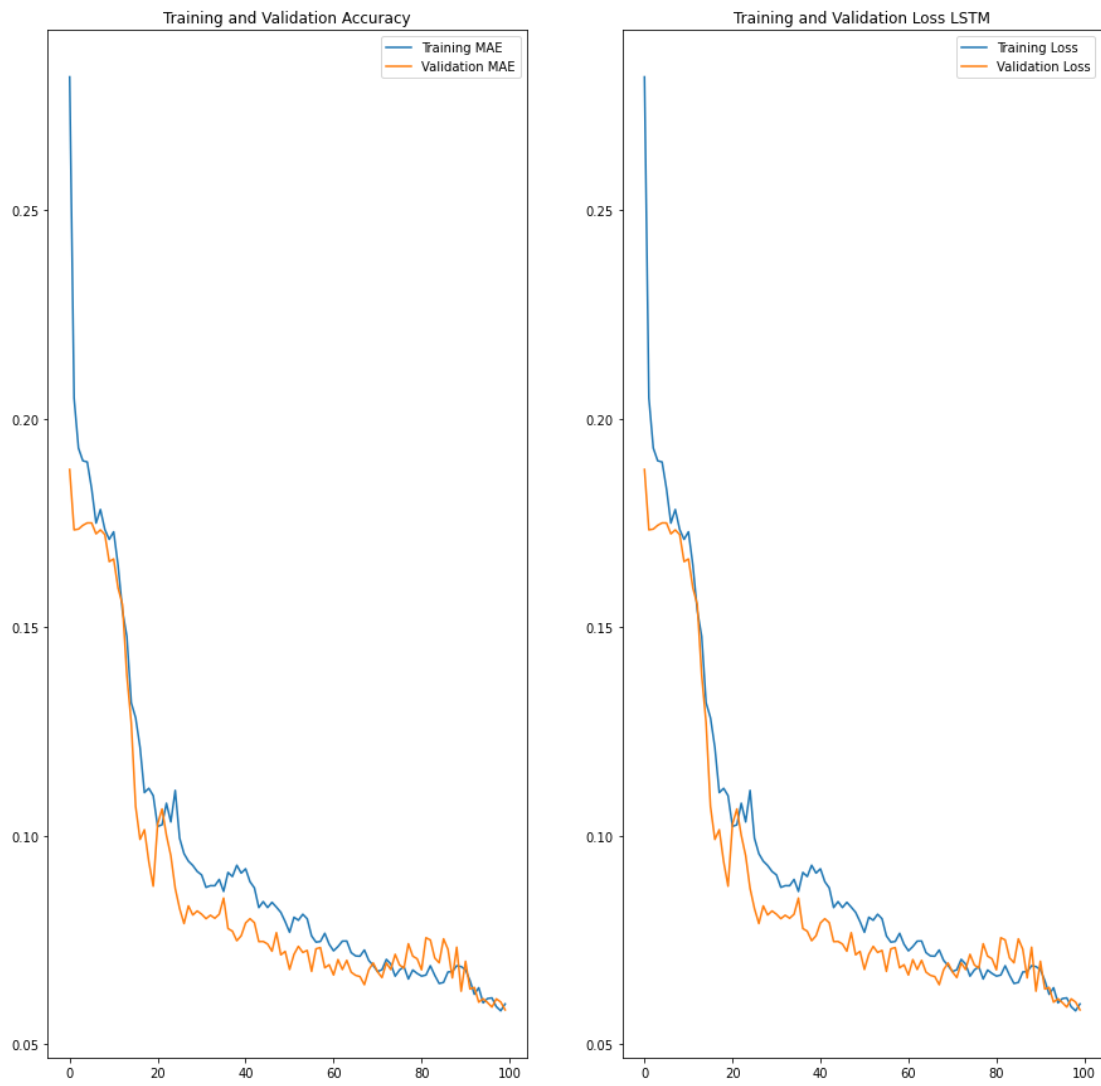 Training and Validation Accuracy
Training MAE
Validation MAE
0.25
0.20
0.15
0.10
0.05
0 20 40 60 80 100
Training and Validation Loss LSTM
Training Loss
Validation Loss
0.25
0.20
0.15
0.10
0.05
0 20 40 60 80 100